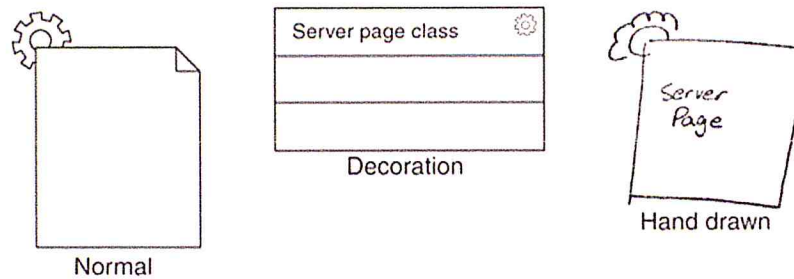 Server page class
Server
Page
Decoration
Hand drawn
Normal